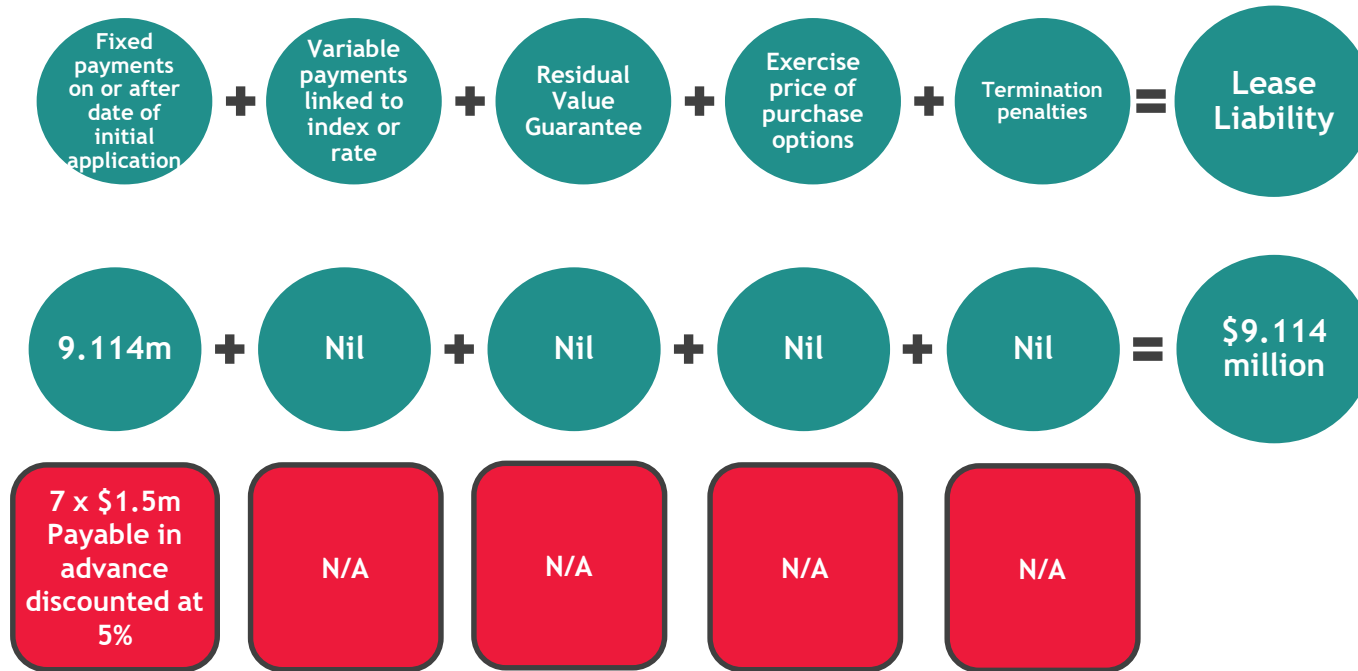 Fixed
payments
on or after
date of
initial
application
+
Variable
payments
linked to
index or
rate
+
Residual
Value
Guarantee
+
Exercise
price of
purchase
options
+
Termination
penalties
=
Lease
Liability
9.114m
+
Nil
+
Nil
+
Nil
+
Nil
=
$9.114
million
7 x $1.5m
Payable in
advance
discounted at
5%
N/A
N/A
N/A
N/A